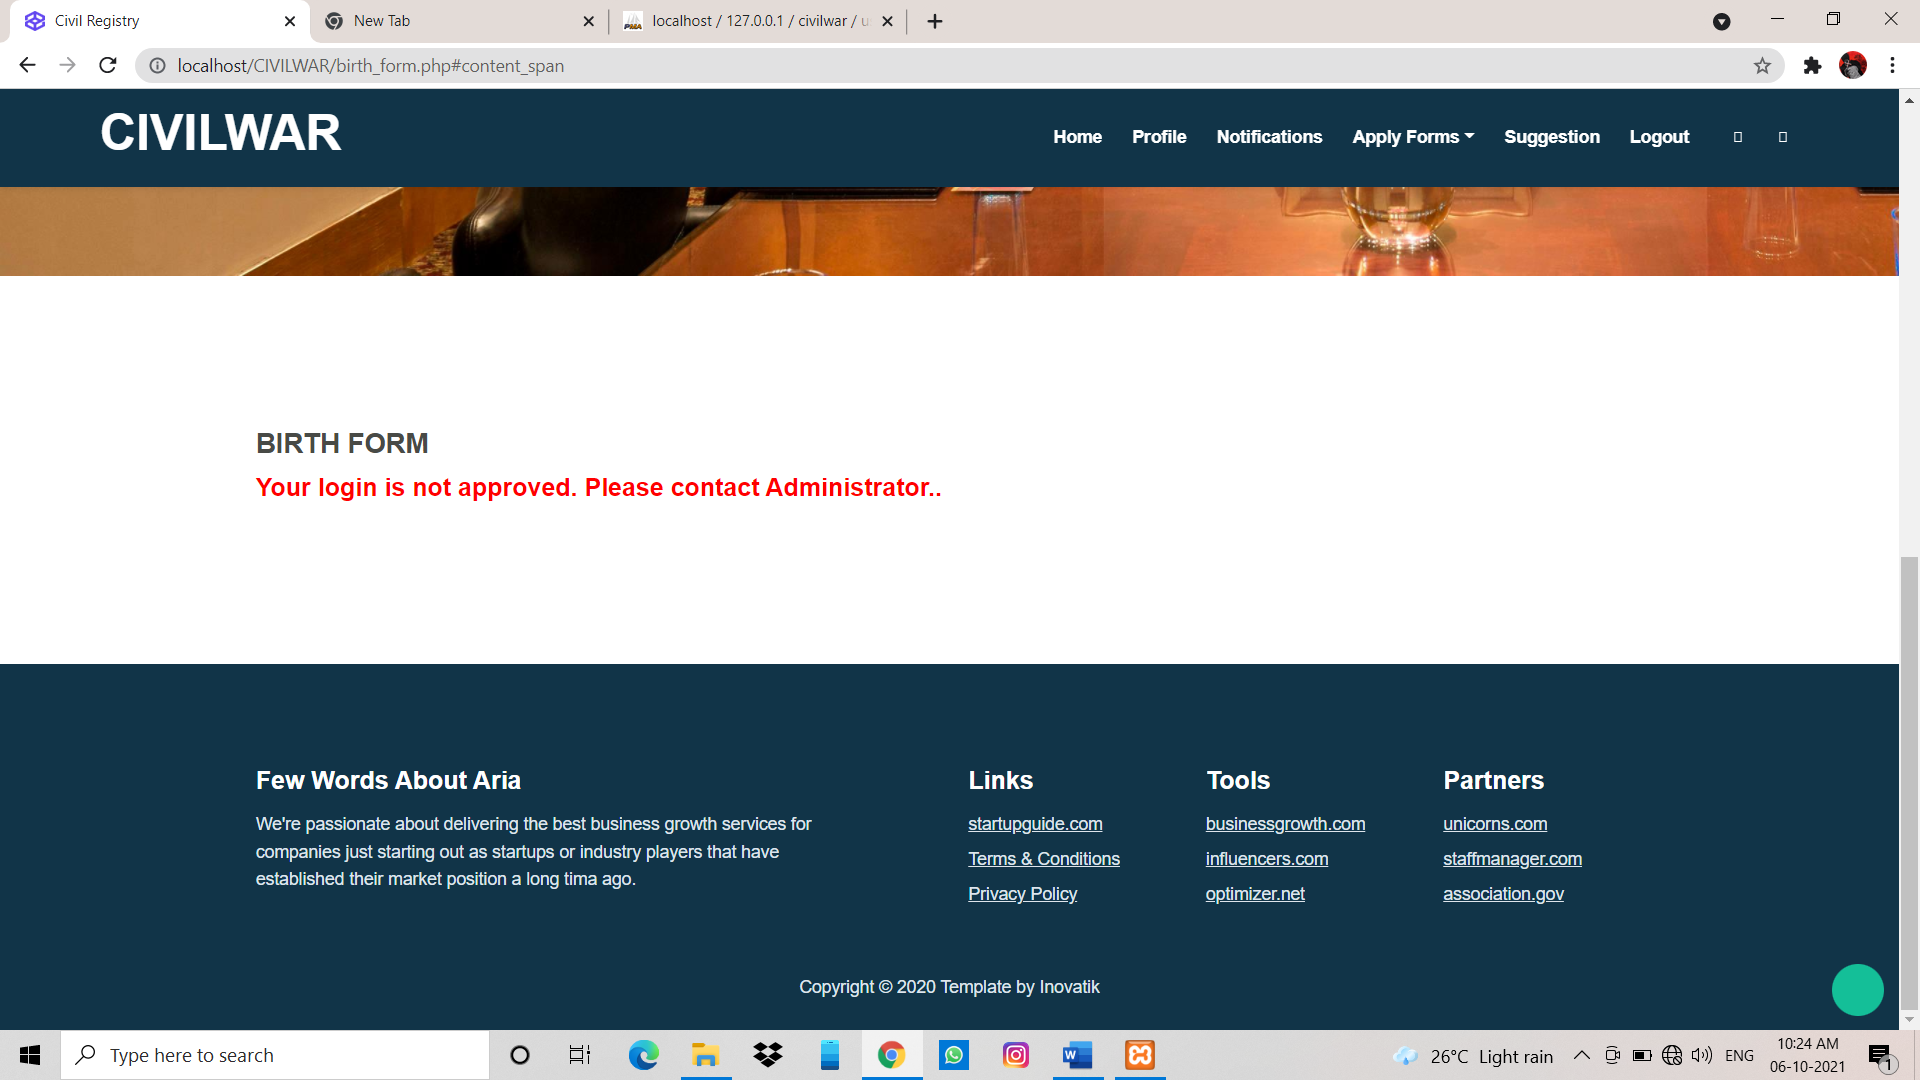 Civil Registry
New Tab
localhost / 127.0.0.1 / civilwar / u
localhost/CIVILWAR/birth_form.php#content_span
CIVILWAR
Home Profile Notifications Apply Forms Suggestion Logout
BIRTH FORM
Your login is not approved. Please contact Administrator..
Few Words About Aria
We're passionate about delivering the best business growth services for
companies just starting out as startups or industry players that have
established their market position a long tima ago.
Links
startupguide.com
Terms & Conditions
Privacy Policy
Tools
businessgrowth.com
influencers.com
optimizer.net
Partners
unicorns.com
staffmanager.com
association.gov
Copyright © 2020 Template by Inovatik
Type here to search
26°C Light rain
ENG
10:24 AM
06-10-2021
1